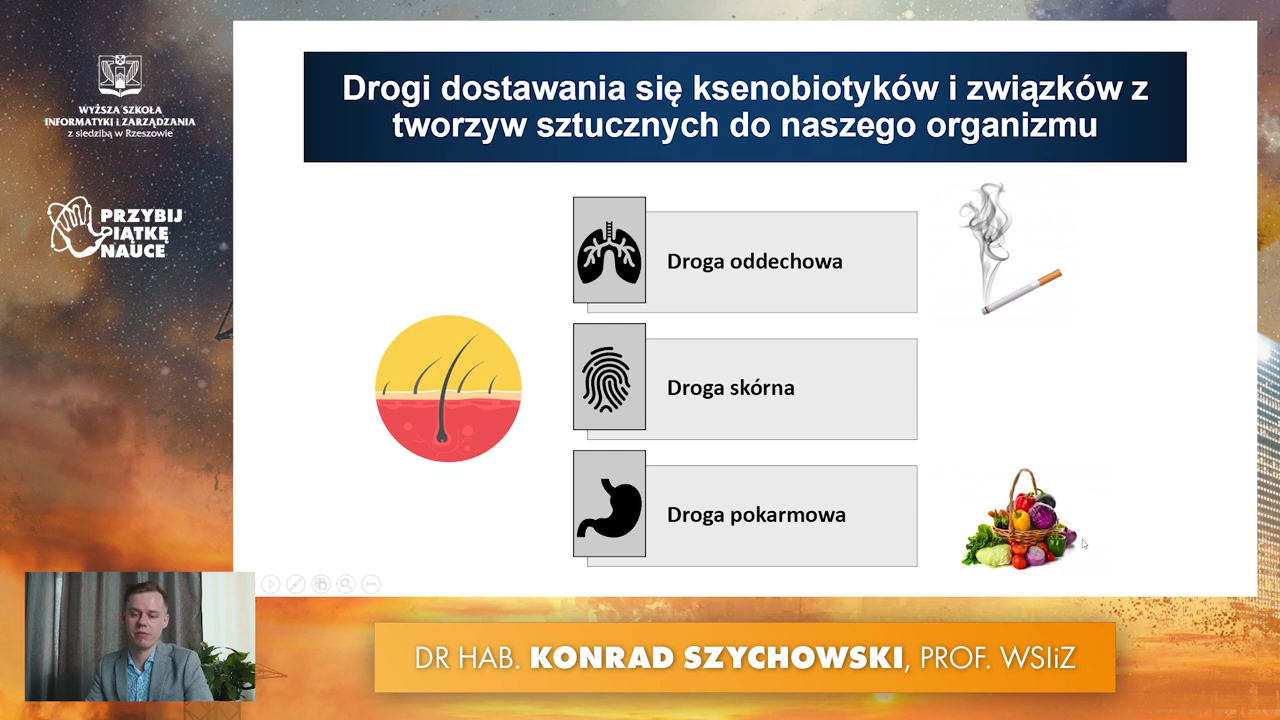 WYŻSZA SZKOŁA
INFORMATYKI i ZARZĄDZANIA
z siedzibą w Rzeszowie
PRZYBIJ
PIĄTKĘ
NAUCE
Drogi dostawania się ksenobiotyków i związków z
tworzyw sztucznych do naszego organizmu
Droga oddechowa
Droga skórna
Droga pokarmowa
DR HAB. KONRAD SZYCHOWSKI, PROF. WSIiZ